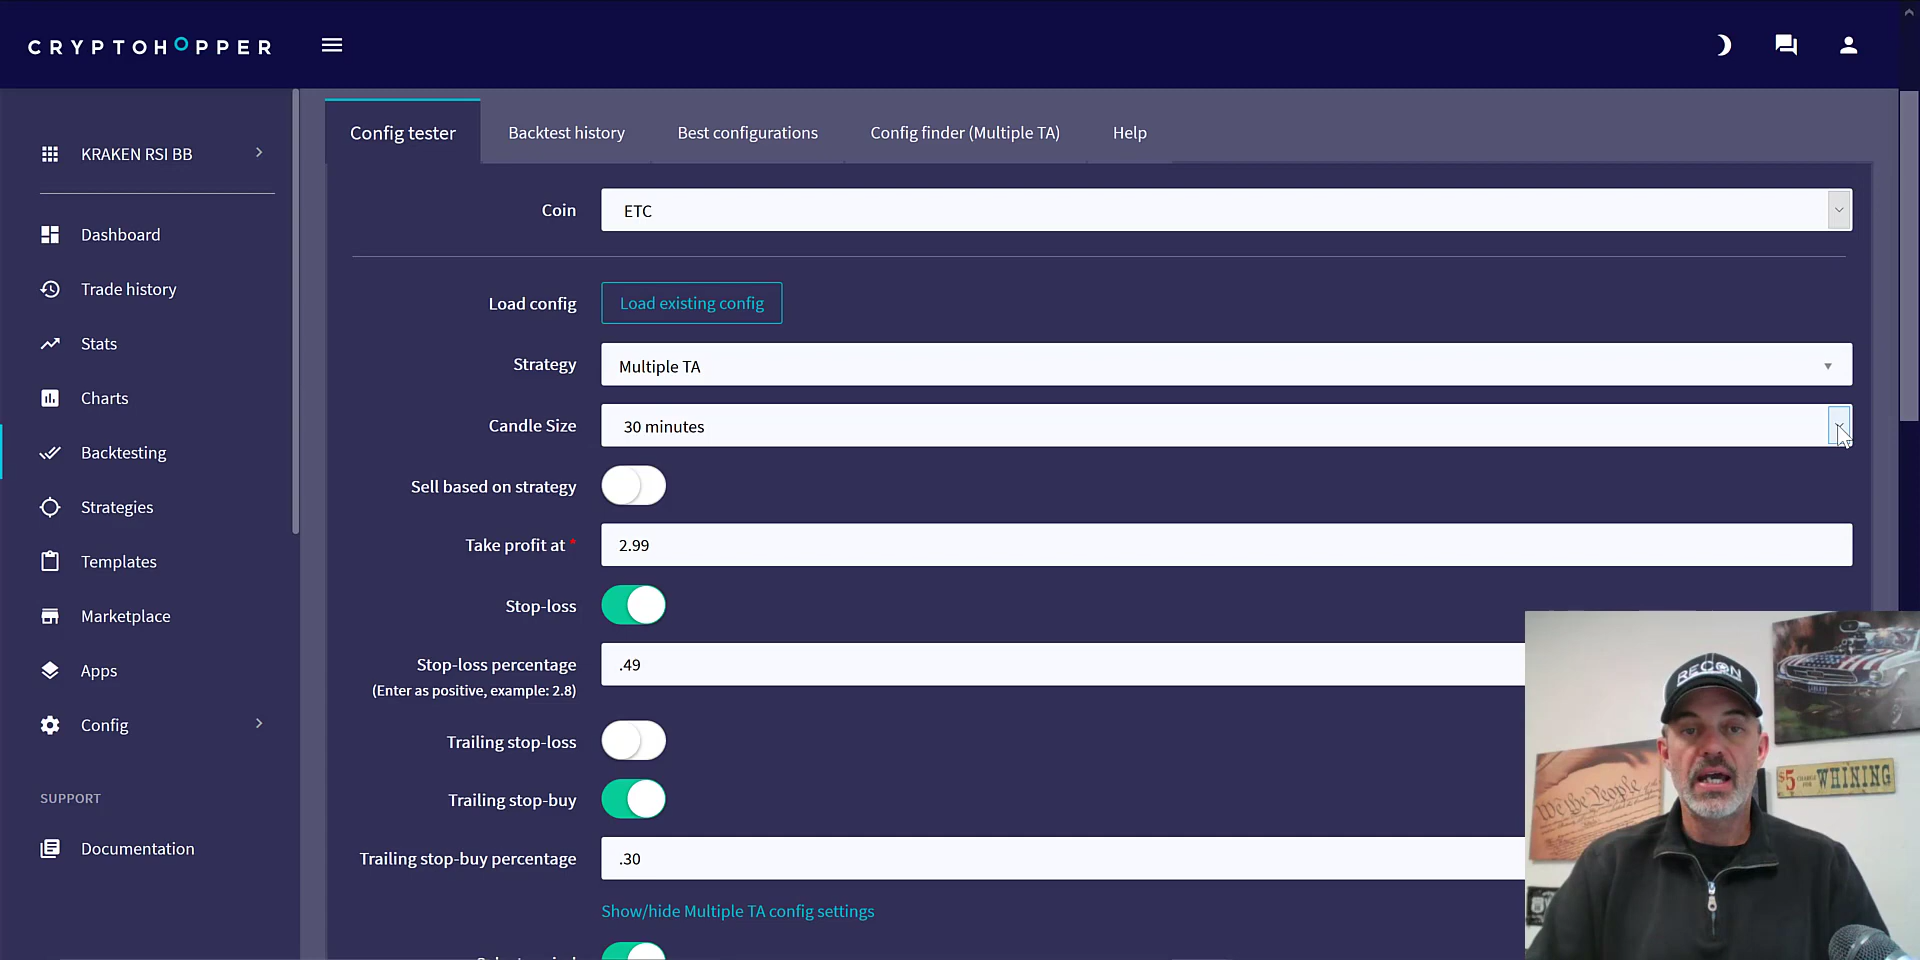 CRYPTOHOPPER
KRAKEN RSI BB
Dashboard
Trade history
Stats
Charts
Backtesting
Strategies
Templates
Marketplace
Apps
Config
SUPPORT
Documentation
Config tester
Backtest history
Best configurations
Config finder (Multiple TA)
Help
Coin
ETC
Load config
Load existing config
Strategy
Multiple TA
Candle Size
30 minutes
Sell based on strategy
Take profit at *
2.99
Stop-loss
Stop-loss percentage
(Enter as positive, example: 2.8)
.49
Trailing stop-loss
Trailing stop-buy
Trailing stop-buy percentage
.30
Show/hide Multiple TA config settings
RECON
We the People
$5 CHARGE
FOR
WHINING